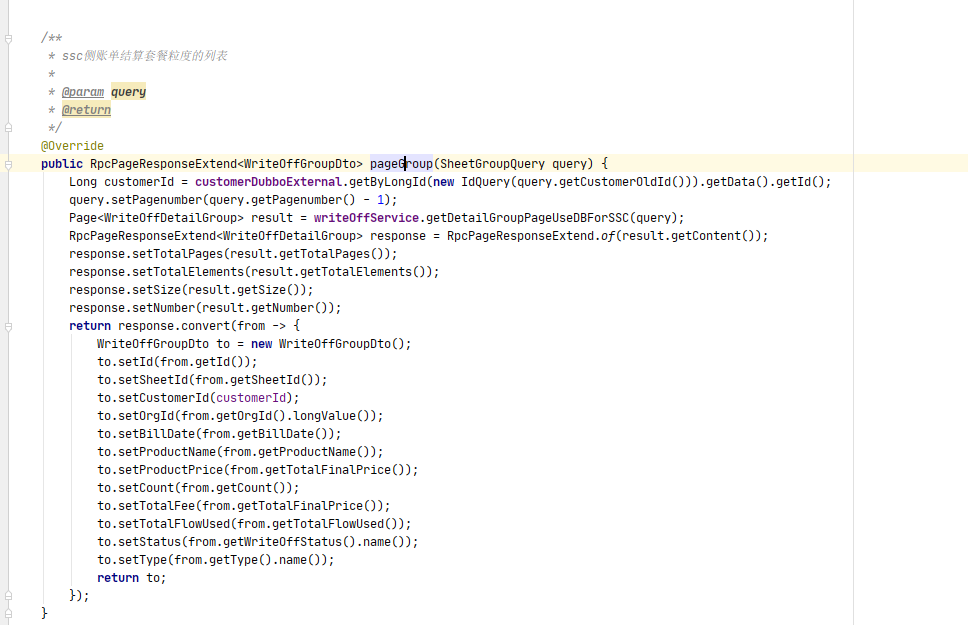 /**
 * ssc侧账单结算套餐粒度的列表
 *
 * @param query
 * @return
 */
@Override
public RpcPageResponseExtend<WriteOffGroupDto> pageGroup(SheetGroupQuery query) {
    Long customerId = customerDubboExternal.getByLongId(new IdQuery(query.getCustomerOldId())).getData().getId();
    query.setPagenumber(query.getPagenumber() - 1);
    Page<WriteOffDetailGroup> result = writeOffService.getDetailGroupPageUseDBForSSC(query);
    RpcPageResponseExtend<WriteOffDetailGroup> response = RpcPageResponseExtend.of(result.getContent());
    response.setTotalPages(result.getTotalPages());
    response.setTotalElements(result.getTotalElements());
    response.setSize(result.getSize());
    response.setNumber(result.getNumber());
    return response.convert(from -> {
        WriteOffGroupDto to = new WriteOffGroupDto();
        to.setId(from.getId());
        to.setSheetId(from.getSheetId());
        to.setCustomerId(customerId);
        to.setOrgId(from.getOrgId().longValue());
        to.setBillDate(from.getBillDate());
        to.setProductName(from.getProductName());
        to.setProductPrice(from.getTotalFinalPrice());
        to.setCount(from.getCount());
        to.setTotalFee(from.getTotalFinalPrice());
        to.setTotalFlowUsed(from.getTotalFlowUsed());
        to.setStatus(from.getWriteOffStatus().name());
        to.setType(from.getType().name());
        return to;
    });
}